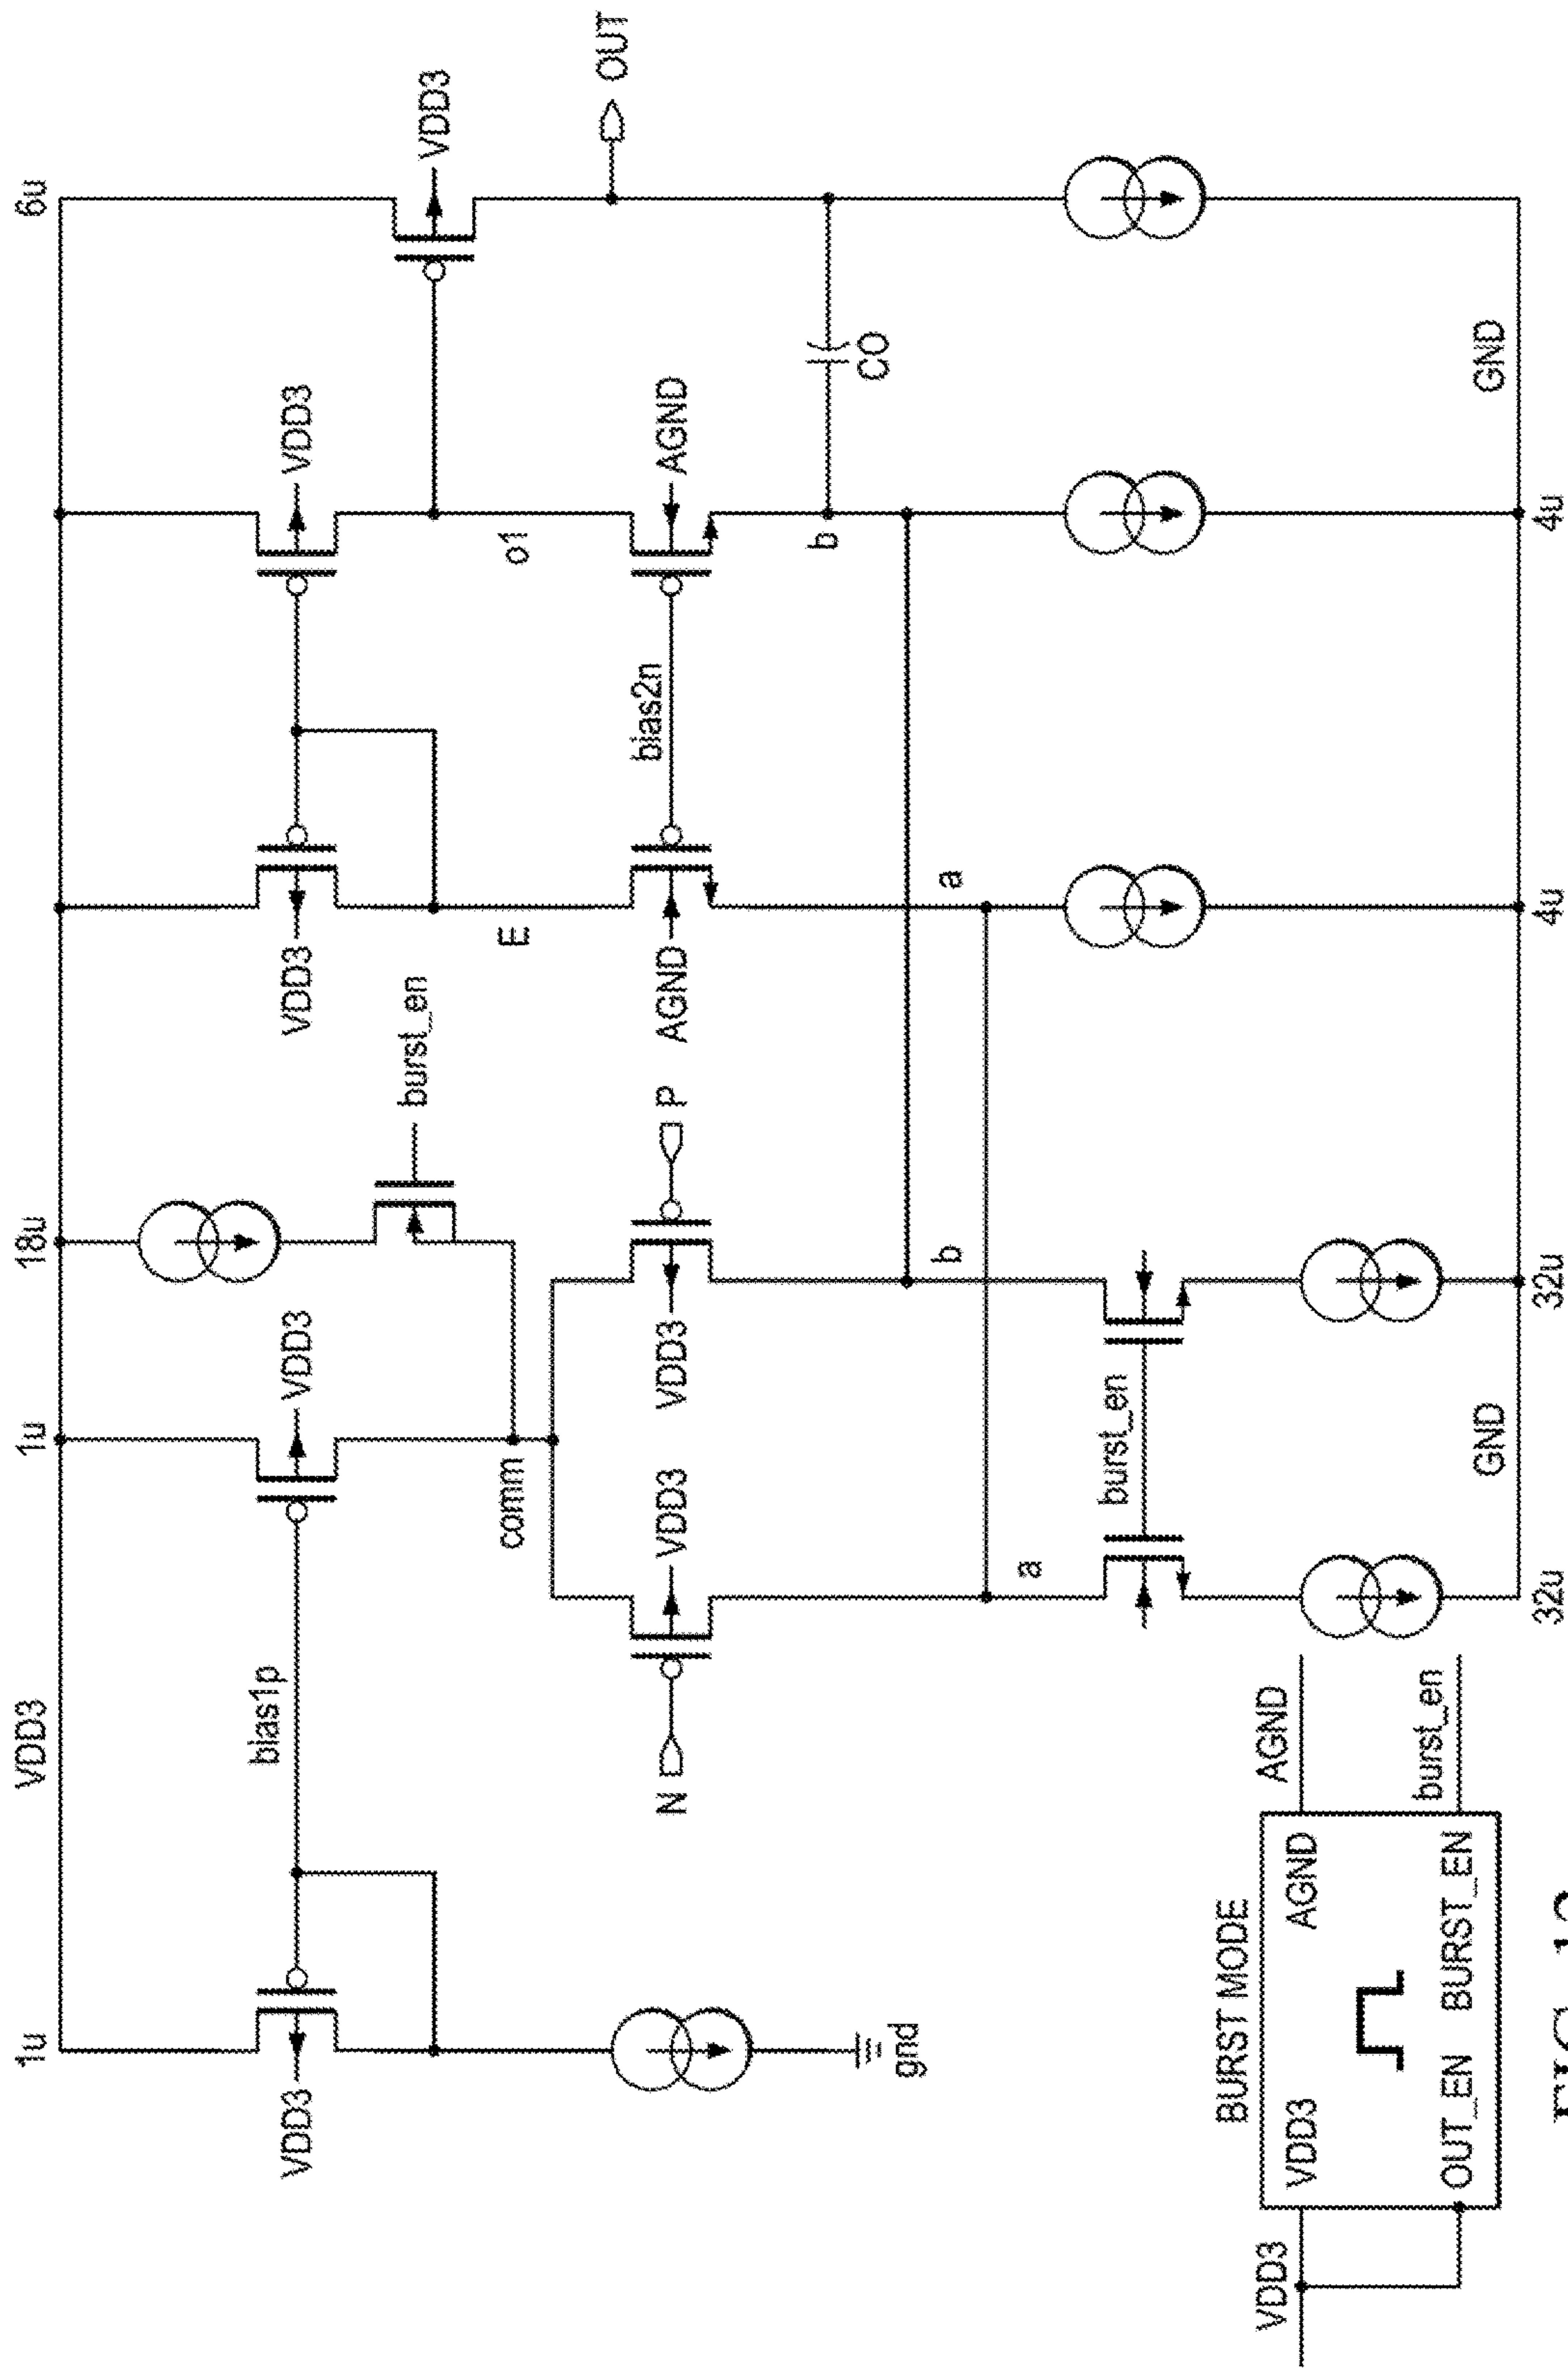 1u
VDD3
1u
18u
6u
VDD3
bias1p
VDD3
burst_en
VDD3
VDD3
VDD3
comm
E
o1
OUT
N
VDD3
VDD3
P
AGND
bias2n
AGND
gnd
b
CO
a
b
a
burst_en
BURST MODE
VDD3
VDD3
AGND
AGND
OUT_EN
BURST_EN
burst_en
GND
GND
32u
32u
4u
4u